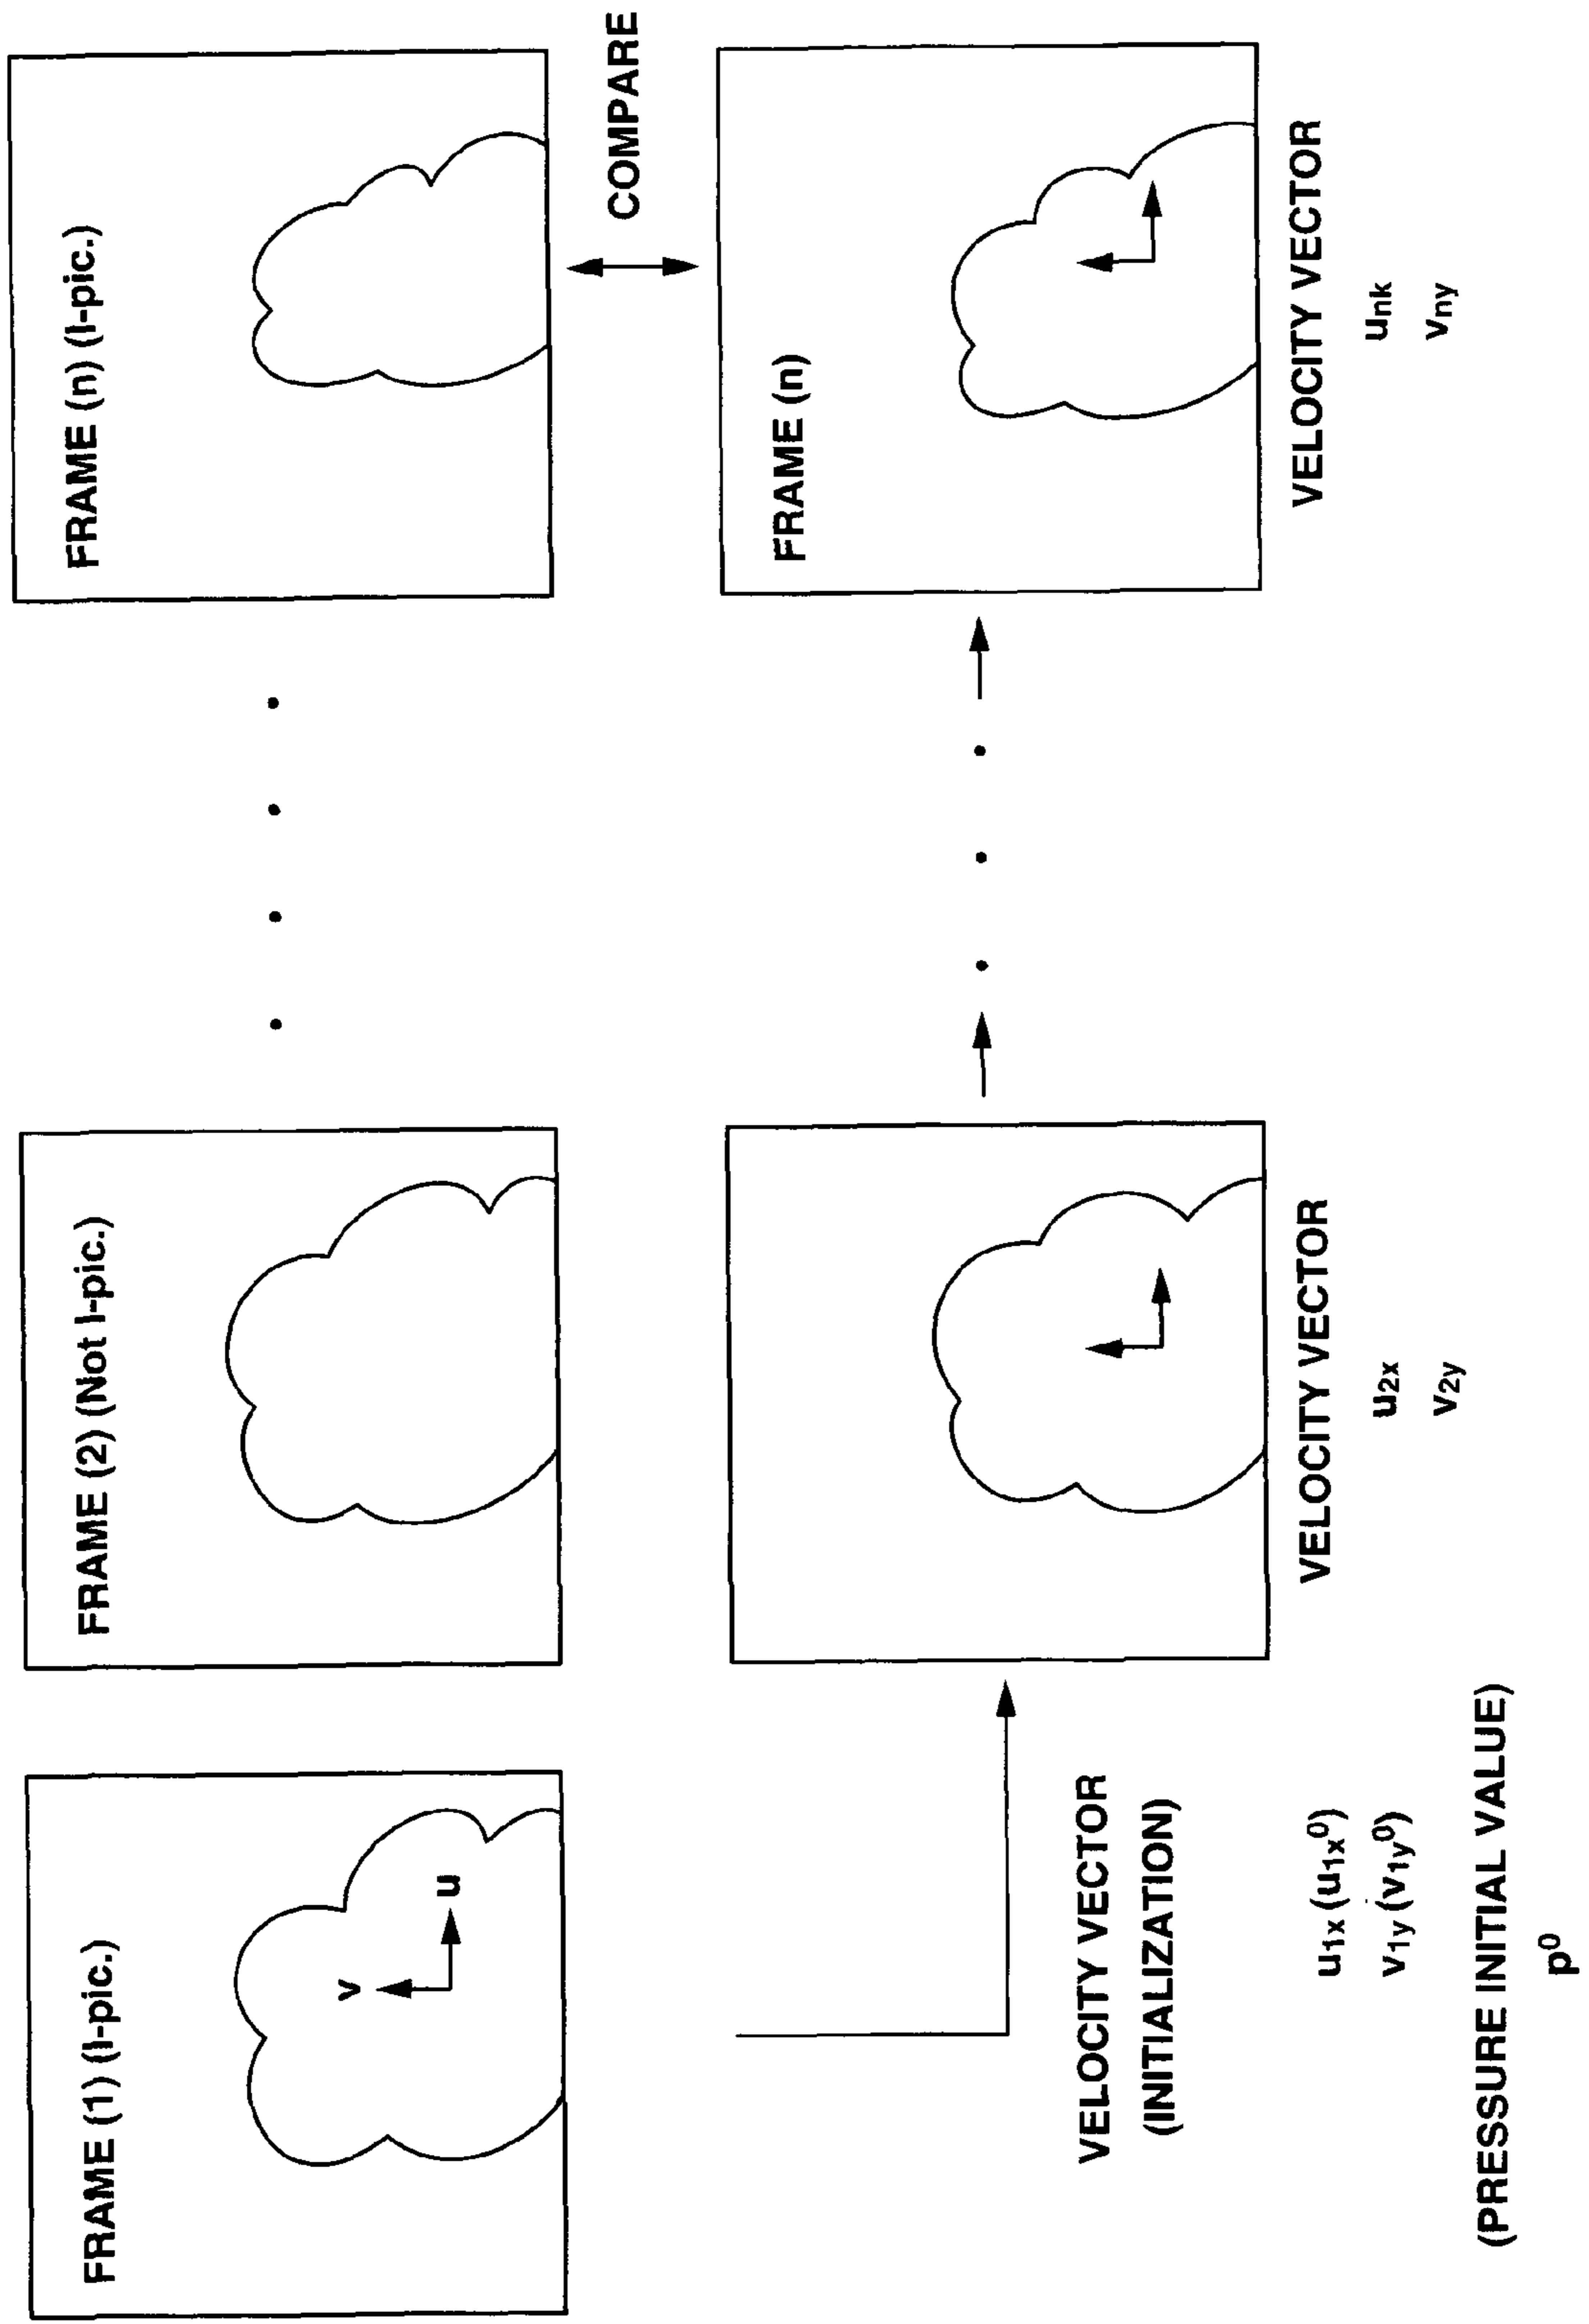 FRAME (1) (I-pic.)
v
u
FRAME (2) (Not I-pic.)
FRAME (n) (I-pic.)
COMPARE
FRAME (n)
VELOCITY VECTOR
(INITIALIZATION)
u1x (u1x0)
v1y (v1y0)
(PRESSURE INITIAL VALUE)
p0
VELOCITY VECTOR
u2x
v2y
VELOCITY VECTOR
unk
vny